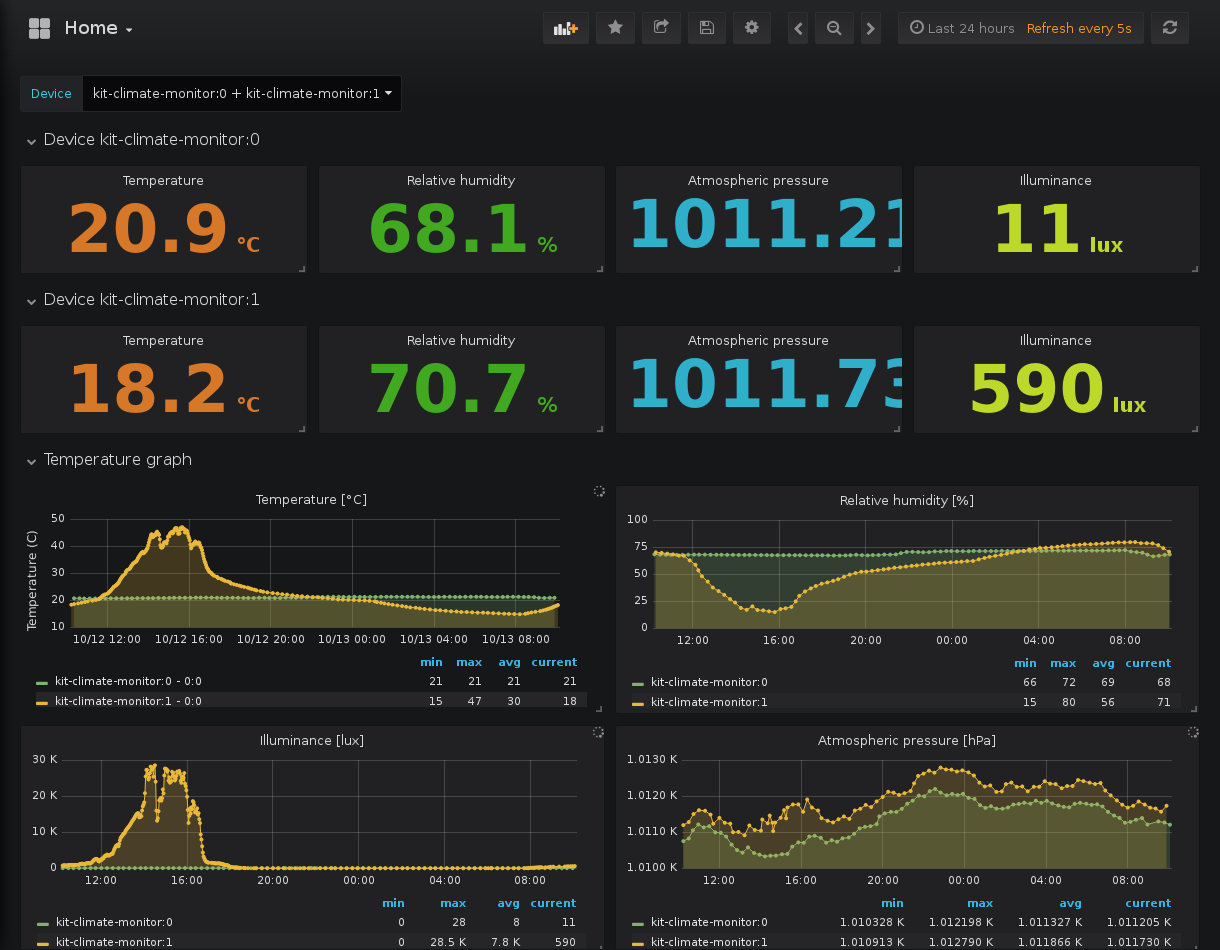 Home
Last 24 hours Refresh every 5s
Device kit-climate-monitor:0 + kit-climate-monitor:1
Device kit-climate-monitor:0
Temperature Relative humidity Atmospheric pressure Illuminance
20.9 °C 68.1 % 1011.21 11 lux
Device kit-climate-monitor:1
Temperature Relative humidity Atmospheric pressure Illuminance
18.2 °C 70.7 % 1011.73 590 lux
Temperature graph
Temperature [°C]
Temperature (C)
50
40
30
20
10
10/12 12:00 10/12 16:00 10/12 20:00 10/13 00:00 10/13 04:00 10/13 08:00
min max avg current
kit-climate-monitor:0 - 0:0 21 21 21 21
kit-climate-monitor:1 - 0:0 15 47 30 18
Relative humidity [%]
100
75
50
25
0
12:00 16:00 20:00 00:00 04:00 08:00
min max avg current
kit-climate-monitor:0 66 72 69 68
kit-climate-monitor:1 15 80 56 71
Illuminance [lux]
30 K
20 K
10 K
0
12:00 16:00 20:00 00:00 04:00 08:00
min max avg current
kit-climate-monitor:0 0 28 8 11
kit-climate-monitor:1 0 28.5 K 7.8 K 590
Atmospheric pressure [hPa]
1.0130 K
1.0120 K
1.0110 K
1.0100 K
12:00 16:00 20:00 00:00 04:00 08:00
min max avg current
kit-climate-monitor:0 1.010328 K 1.012198 K 1.011327 K 1.011205 K
kit-climate-monitor:1 1.010913 K 1.012790 K 1.011866 K 1.011730 K